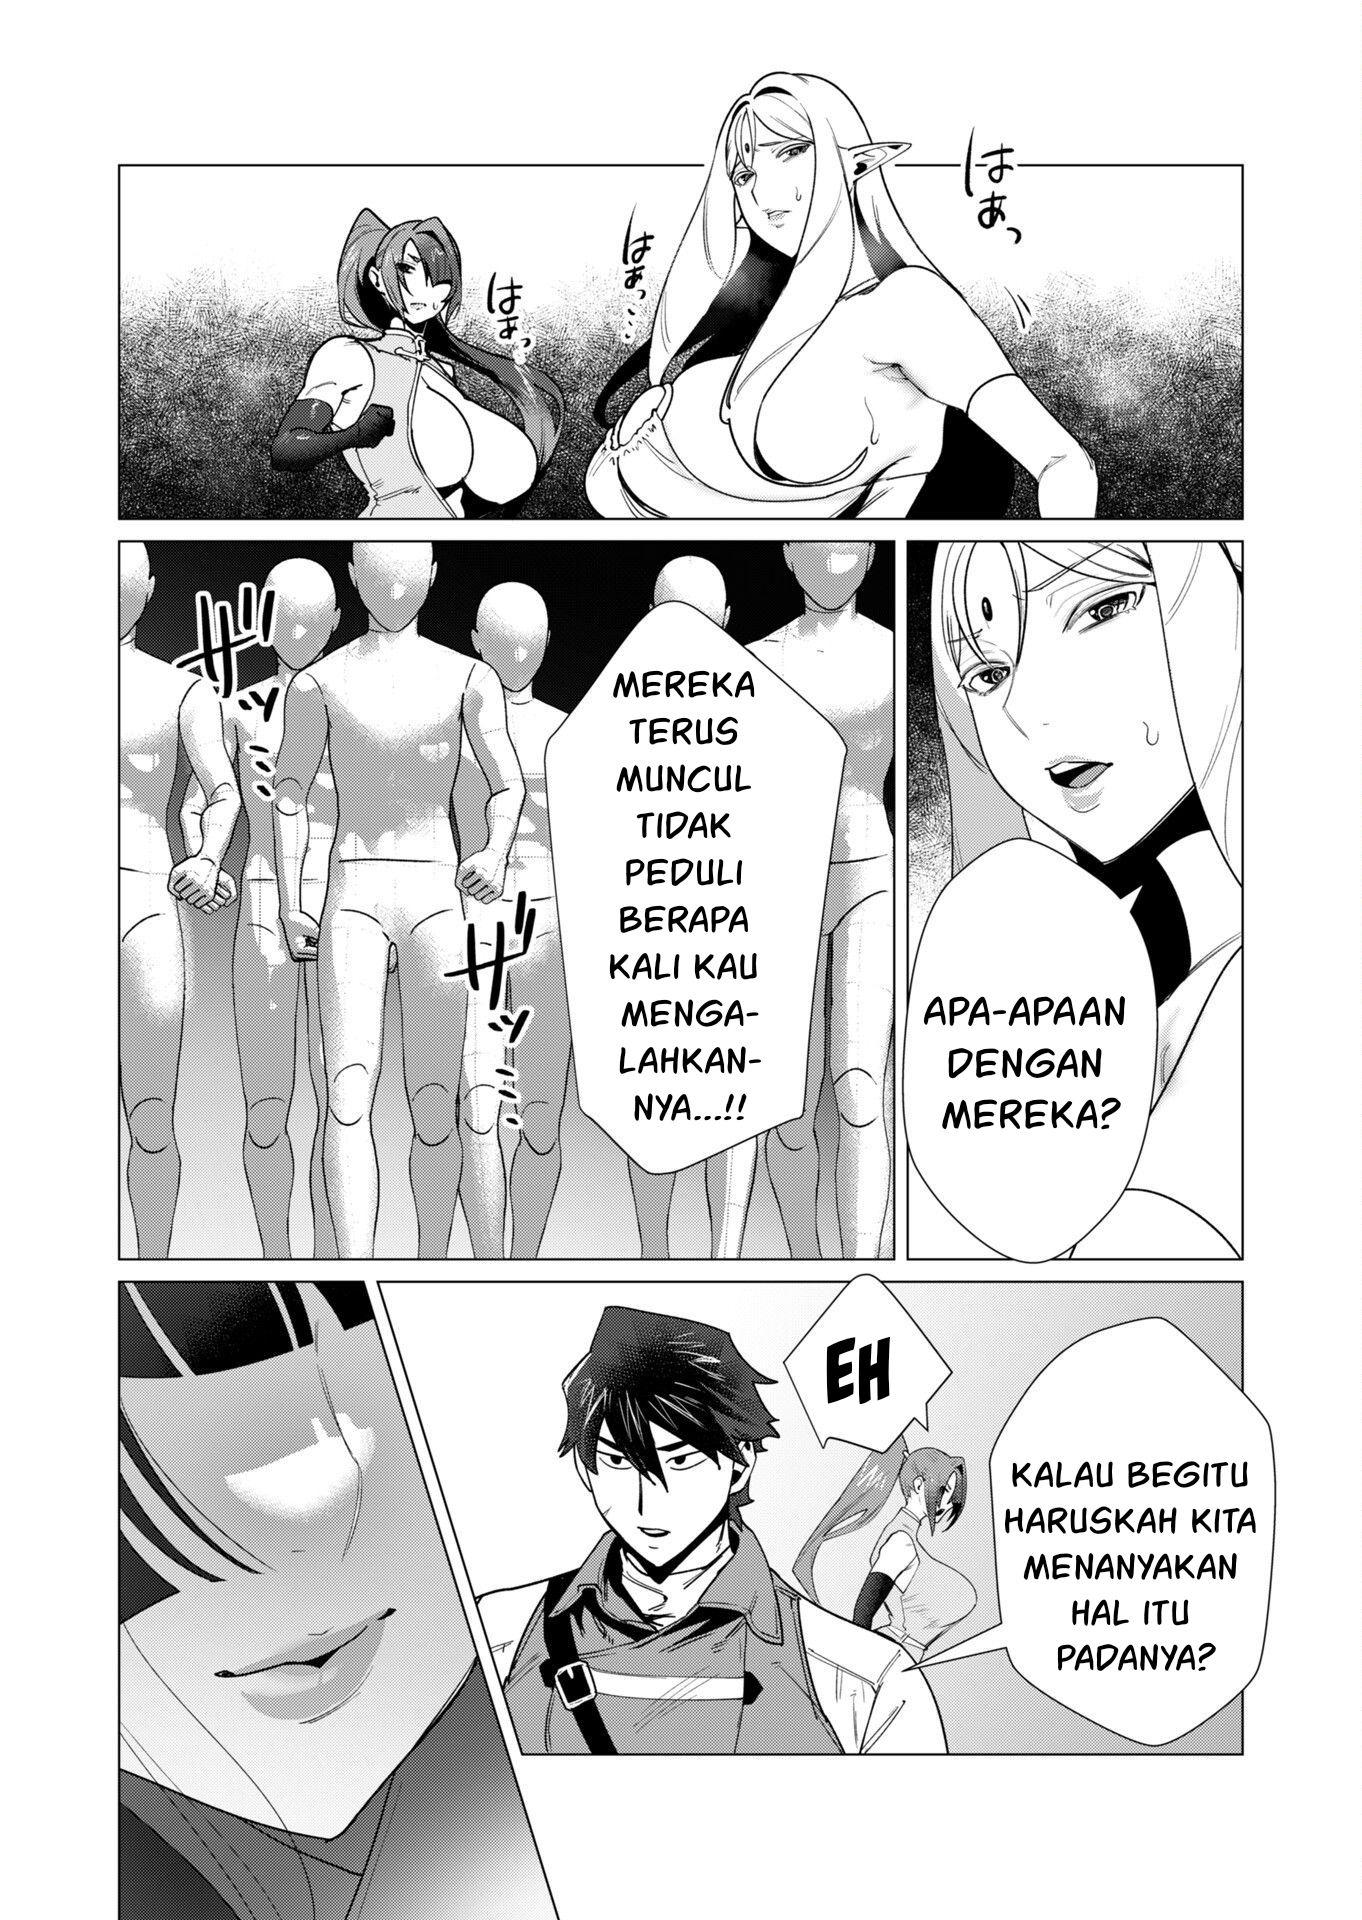 はぁっ
はぁっ…
はぁっ
APA-APAAN
DENGAN
MEREKA?
MEREKA
TERUS
MUNCUL
TIDAK
PEDULI
BERAPA
KALI KAU
MENGA-
LAHKAN-
NYA...!!
ザザッ…
ザッ…
EH
KALAU BEGITU
HARUSKAH KITA
MENANYAKAN
HAL ITU
PADANYA?